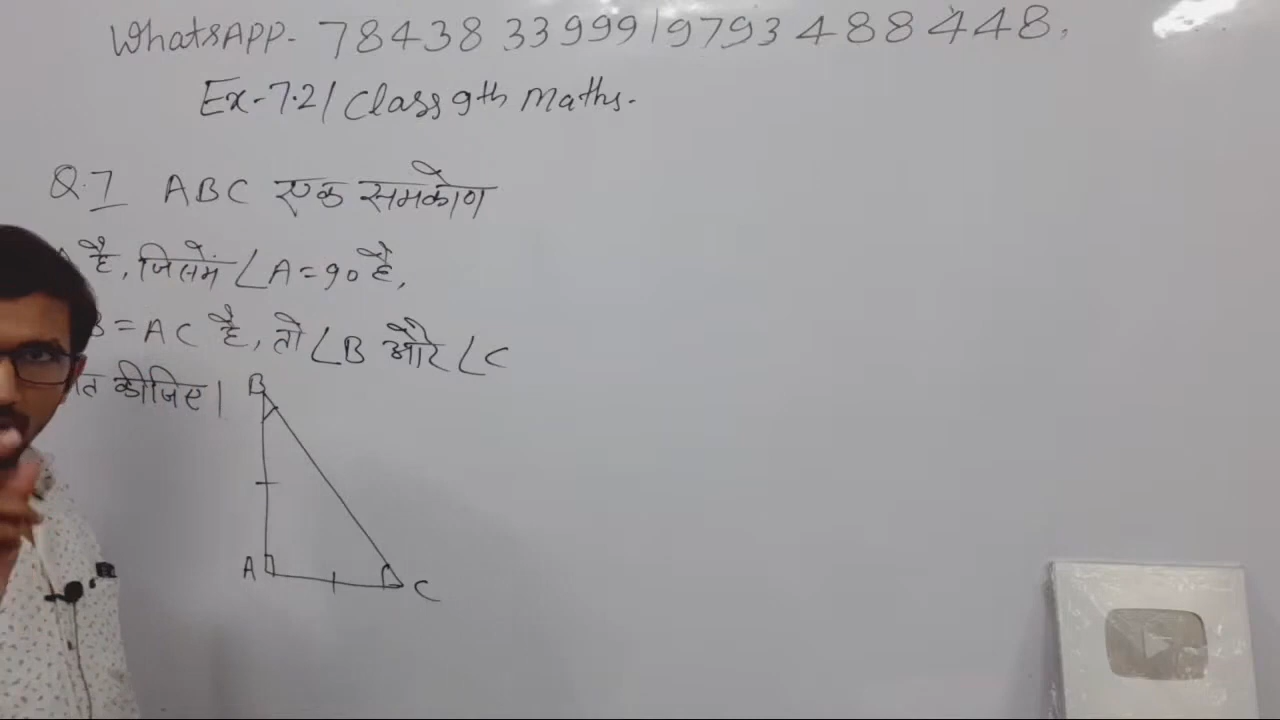 WhatsAPP- 78438 33999 / 9793 488448,
Ex-7.2 / Class 9th Maths.
Q.7 ABC एक समकोण
है, जिसमें ∠A=90 है,
B=AC है, तो ∠B और ∠C
कीजिए।
B
A
C